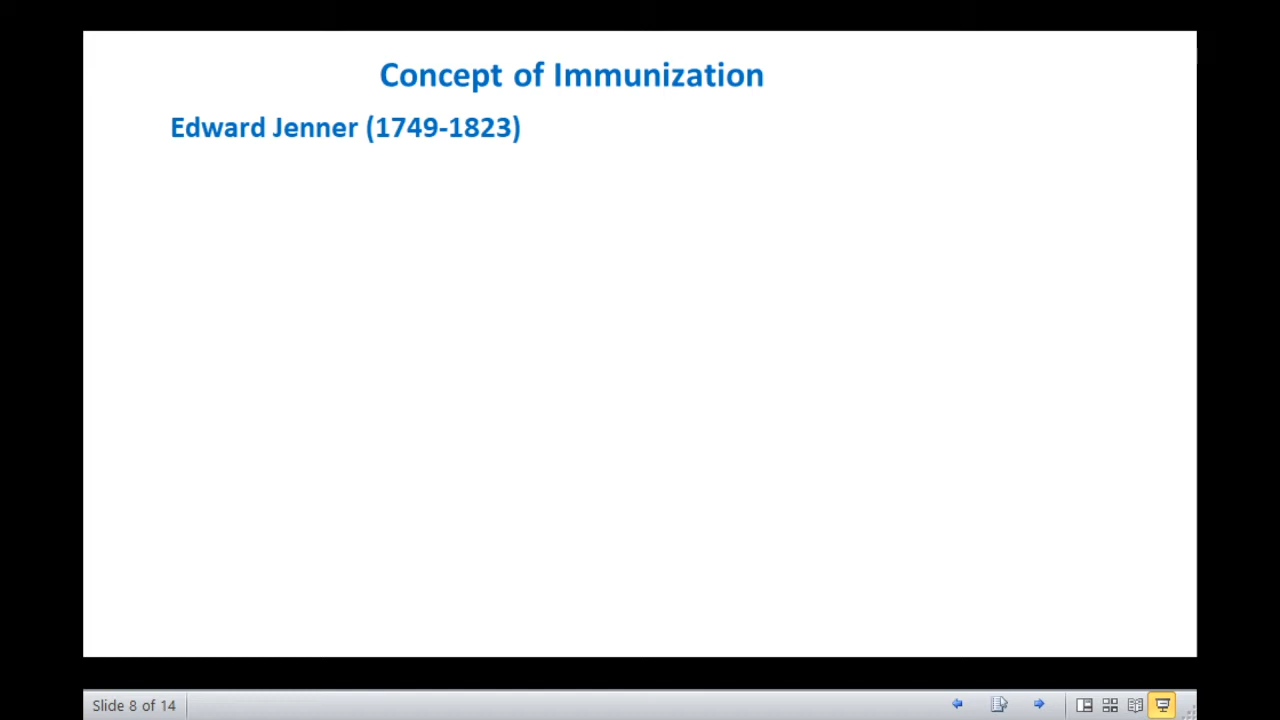 Concept of Immunization
Edward Jenner (1749-1823)
Slide 8 of 14